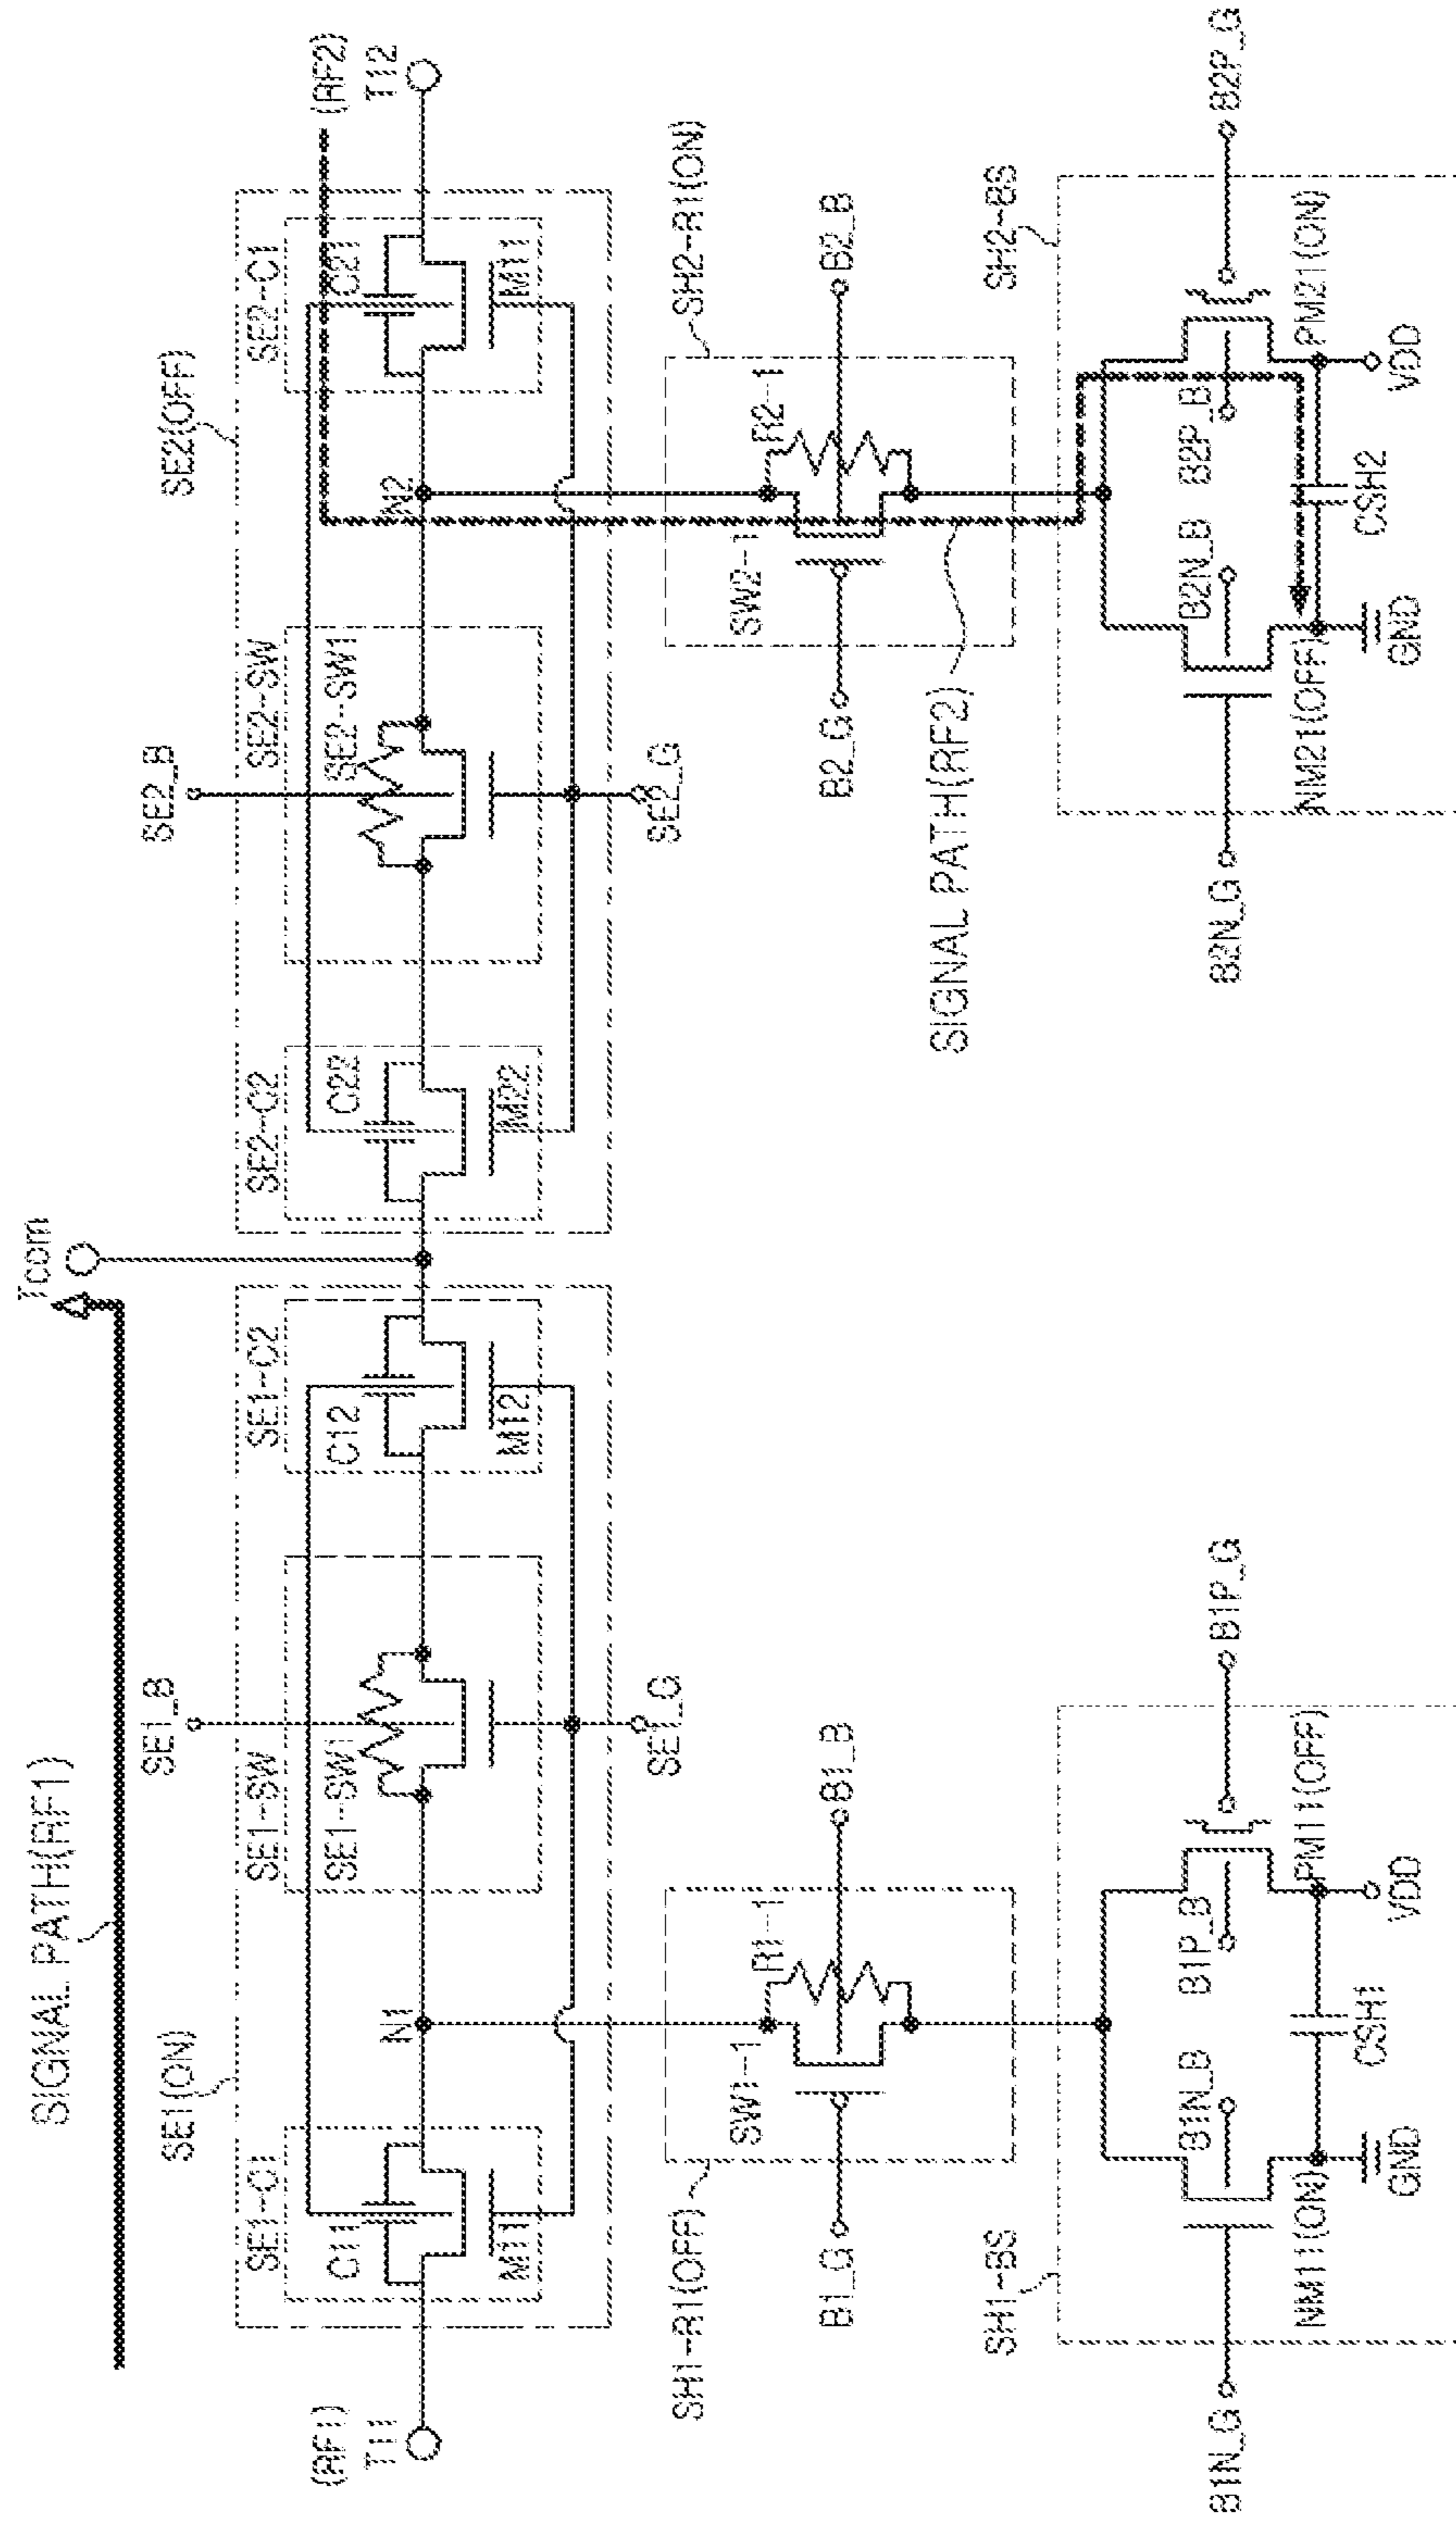 SIGNAL PATH(RF1)
Tcom
SE1(ON)
SE1_B
SE2_B
SE2(OFF)
SE1-C1
SE1-SW
SE1-C2
SE2-C2
SE2-SW
SE2-C1
(RF1)
T11
C11
SE1-SW1
C12
C22
SE2-SW1
C21
(RF2)
T12
N1
N2
M11
M12
M22
M11
SE1_G
SE2_G
SH1-R1(OFF)
SW1-1
R1-1
SW2-1
R2-1
SH2-R1(ON)
B1_G
B1_B
B2_G
B2_B
SIGNAL PATH(RF2)
SH1-BS
SH2-BS
B1N_G
B1N_B
B1P_B
B1P_G
B2N_G
B2N_B
B2P_B
B2P_G
NM11(ON)
PM11(OFF)
NM21(OFF)
PM21(ON)
GND
CSH1
VDD
GND
CSH2
VDD